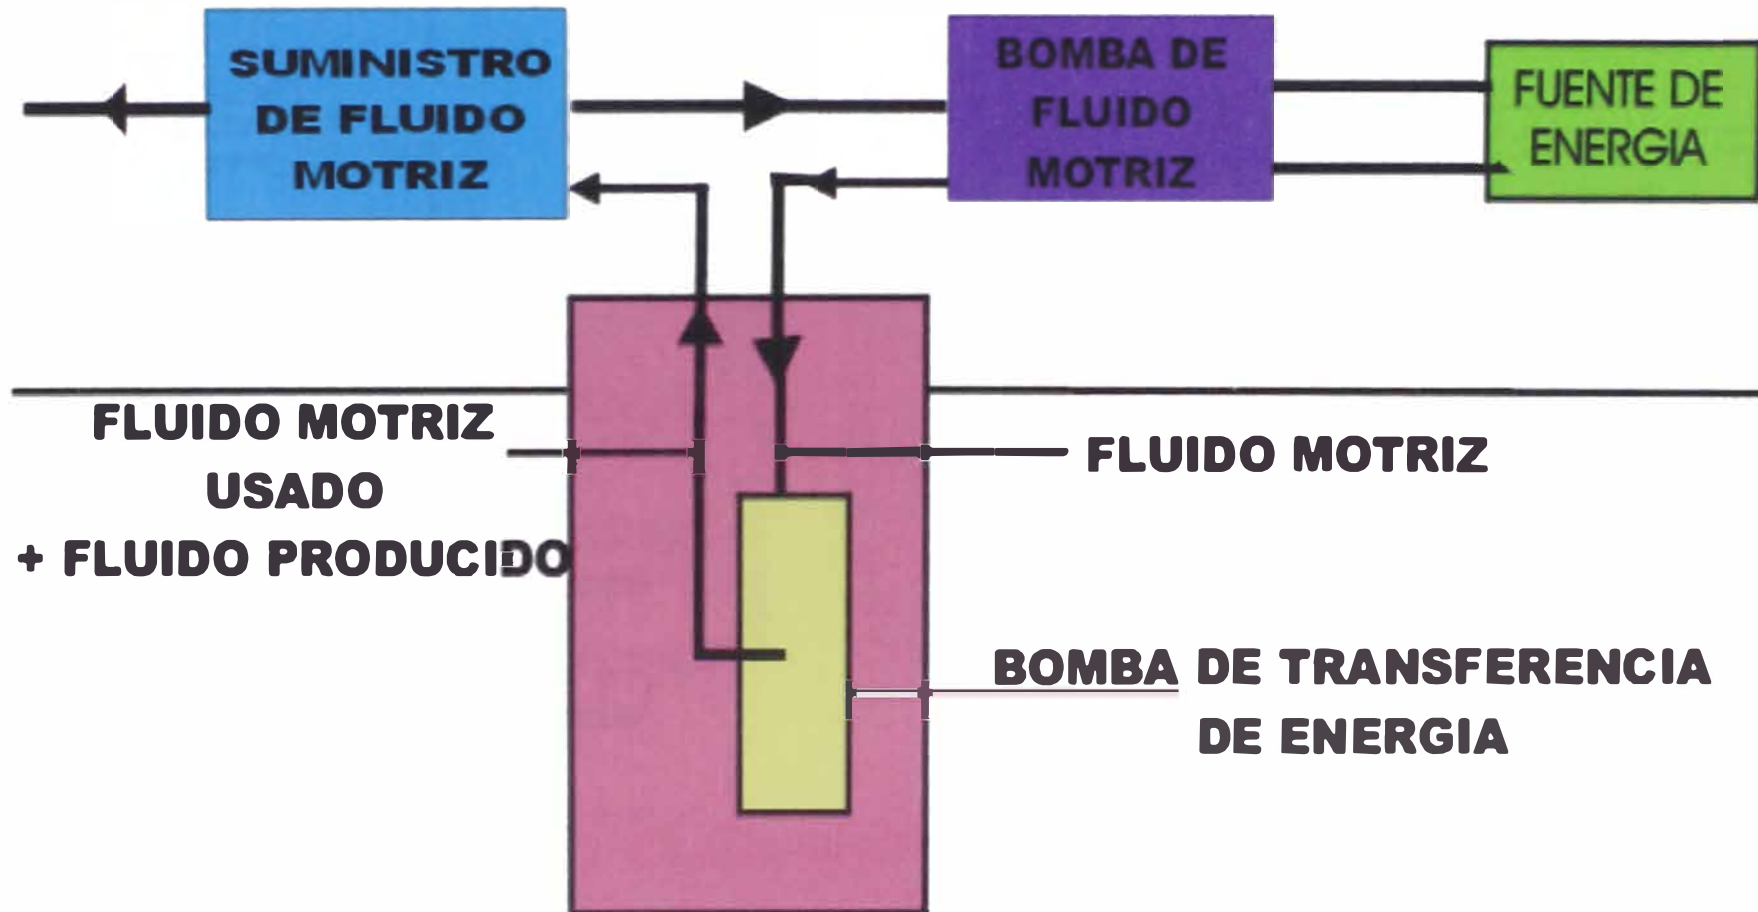 SUMINISTRO
DE FLUIDO
MOTRIZ
BOMBA DE
FLUIDO
MOTRIZ
FUENTE DE
ENERGIA
FLUIDO MOTRIZ
USADO
+ FLUIDO PRODUCIDO
FLUIDO MOTRIZ
BOMBA DE TRANSFERENCIA
DE ENERGIA